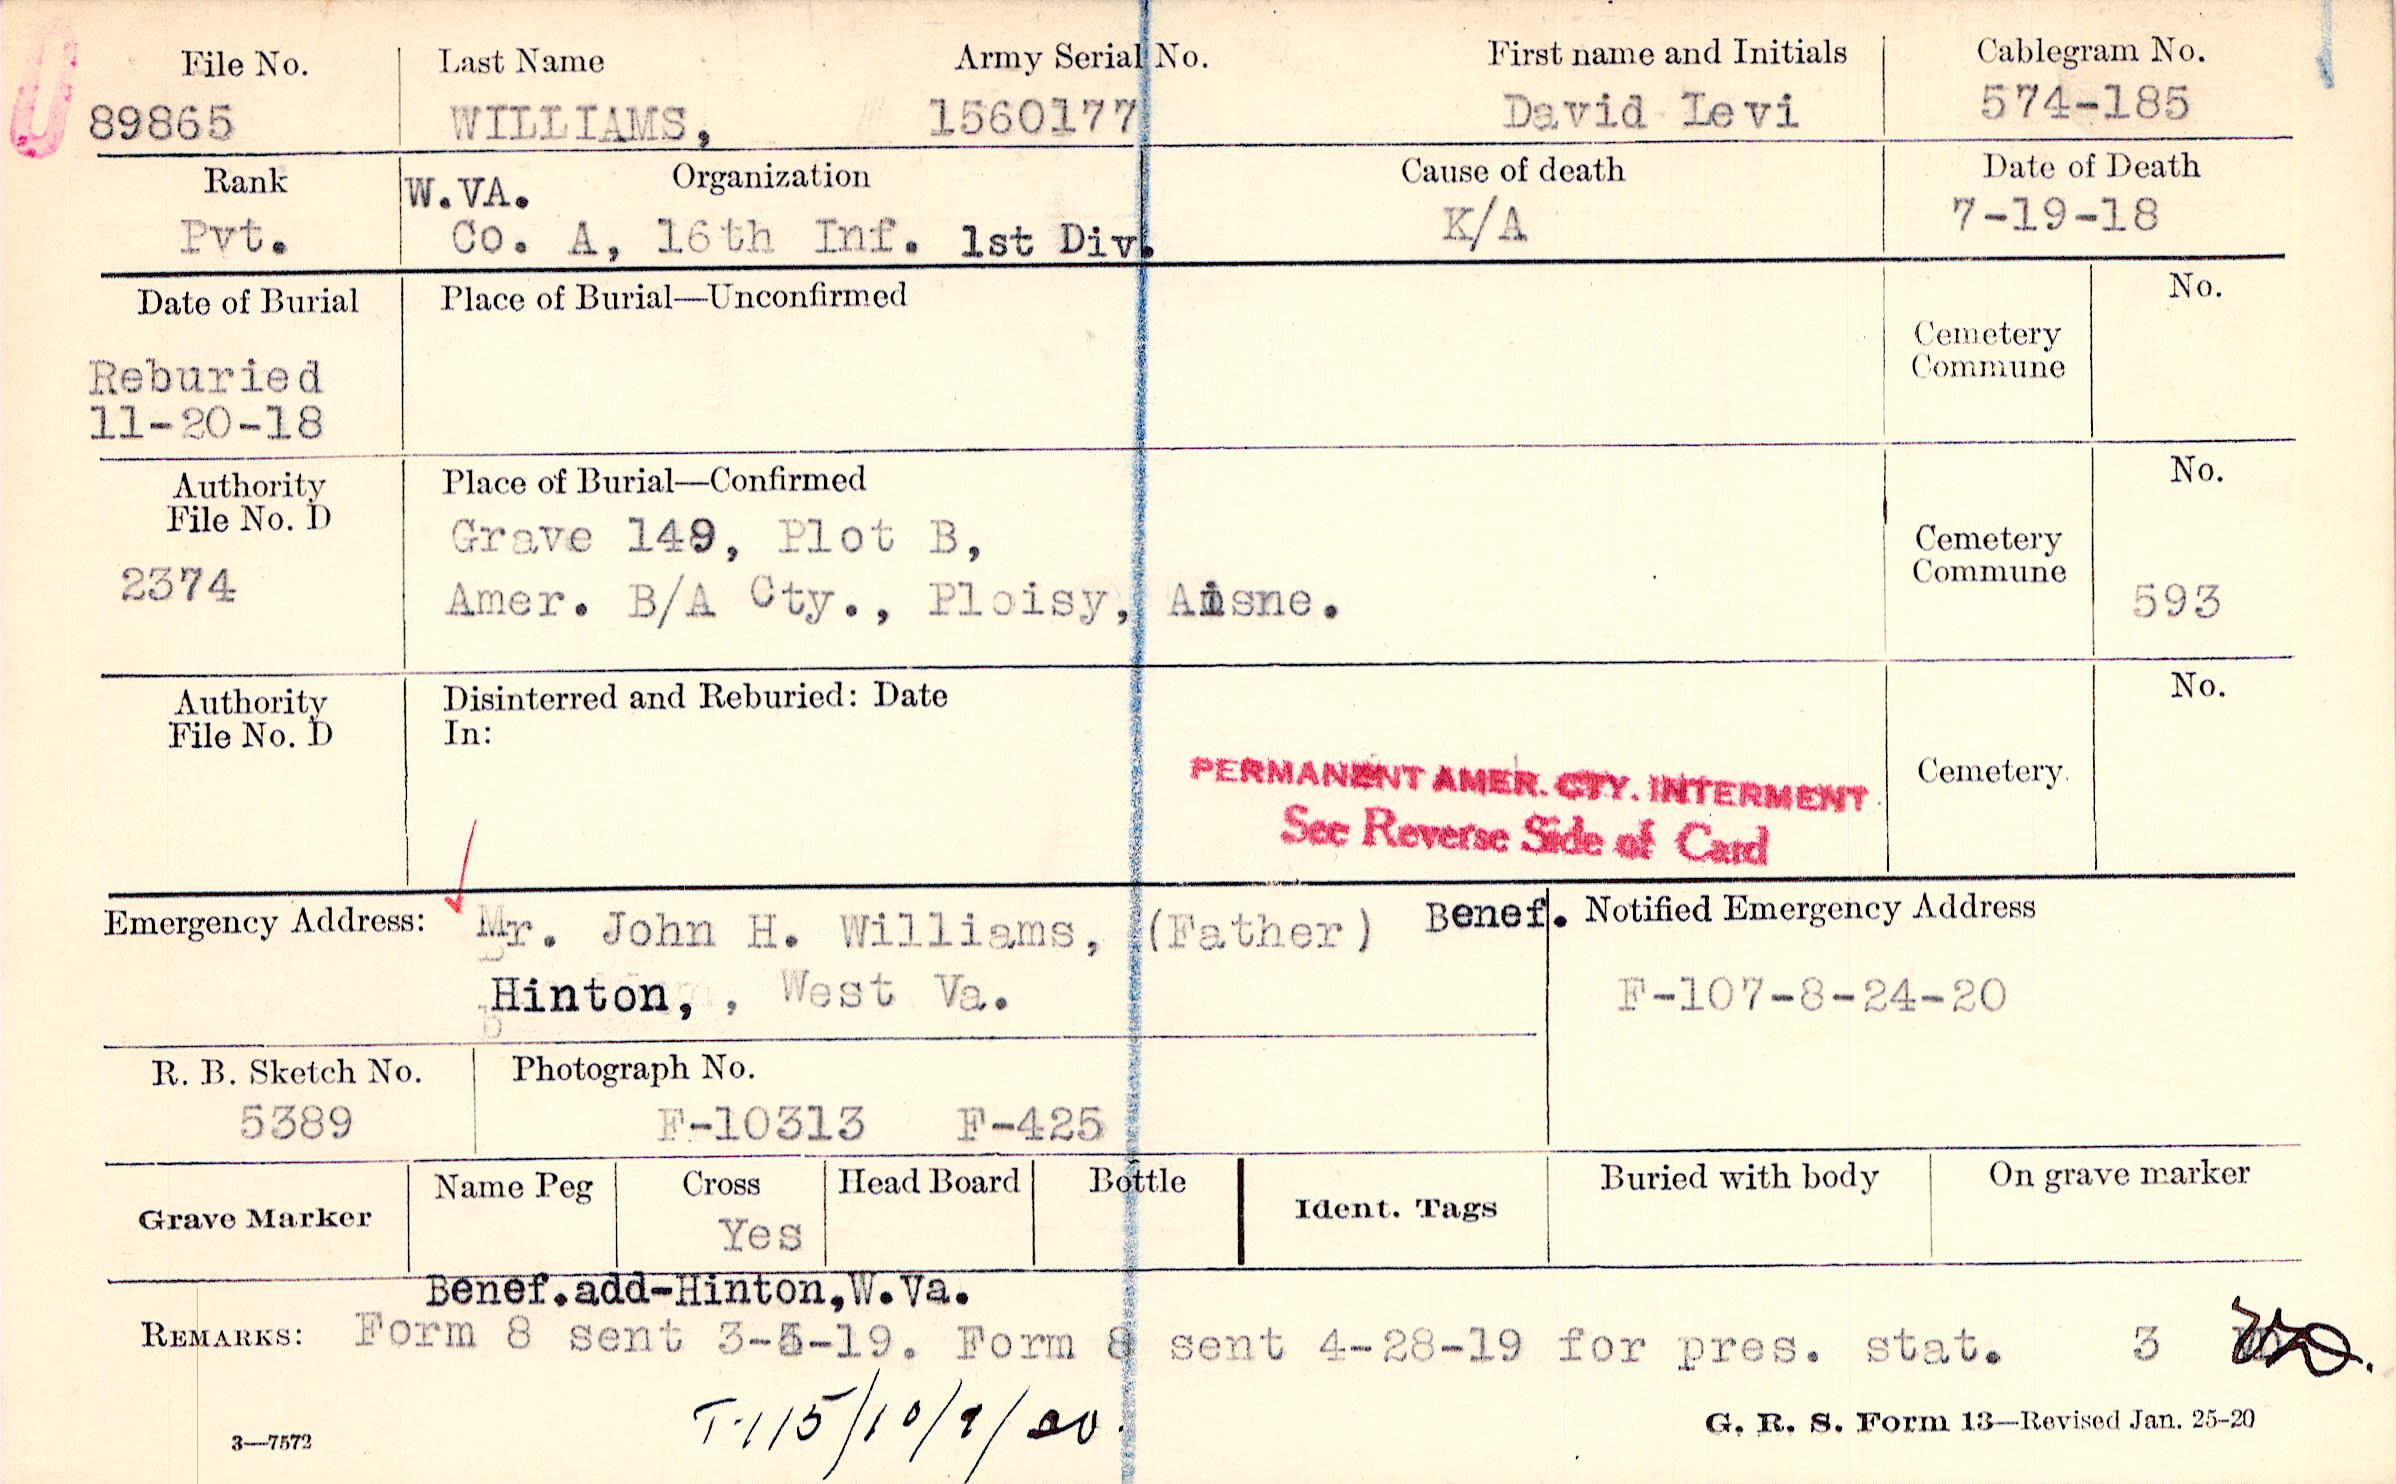 File No. Last Name Army Serial No. First name and Initials Cablegram No.
89865 WILLIAMS, 1560177 David Levi 574-185
Rank W.VA. Organization Cause of death Date of Death
Pvt. Co. A, 16th Inf. 1st Div. K/A 7-19-18
Date of Burial Place of Burial—Unconfirmed No.
Cemetery
Commune
Reburied
11-20-18
Authority Place of Burial—Confirmed No.
File No. D
Grave 149, Plot B, Cemetery
Commune
2374 Amer. B/A Cty., Ploisy, Aisne. 593
Authority Disinterred and Reburied: Date No.
File No. D In:
PERMANENT AMER. CTY. INTERMENT Cemetery
See Reverse Side of Card
Emergency Address: Mr. John H. Williams, (Father) Benef. Notified Emergency Address
Hinton, , West Va. F-107-8-24-20
R. B. Sketch No. Photograph No.
5389 F-10313 F-425
Grave Marker Name Peg Cross Head Board Bottle Ident. Tags Buried with body On grave marker
Yes
Benef.add-Hinton,W.Va.
REMARKS: Form 8 sent 3-5-19. Form 8 sent 4-28-19 for pres. stat. 3
T-115/10/9/20.
3—7572 G. R. S. Form 13—Revised Jan. 25-20